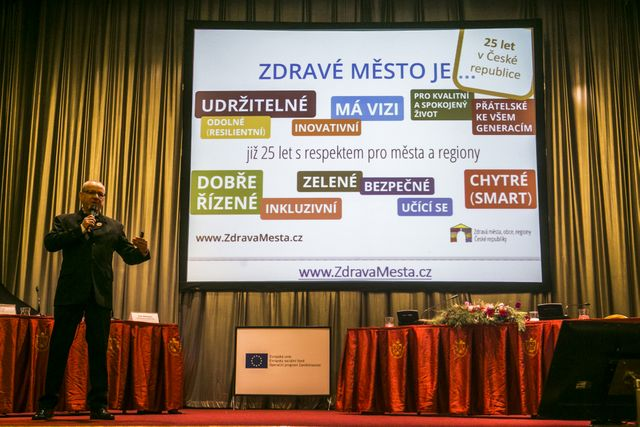 25 let
v České
republice
ZDRAVÉ MĚSTO JE ...
UDRŽITELNÉ
MÁ VIZI
PRO KVALITNÍ
A SPOKOJENÝ
ŽIVOT
PŘÁTELSKÉ
KE VŠEM
GENERACÍM
ODOLNÉ
(RESILIENTNÍ)
INOVATIVNÍ
již 25 let s respektem pro města a regiony
DOBŘE
ŘÍZENÉ
ZELENÉ
BEZPEČNÉ
CHYTRÉ
(SMART)
INKLUZIVNÍ
UČÍCÍ SE
www.ZdravaMesta.cz
Zdravá města, obce, regiony
České republiky
www.ZdravaMesta.cz
Evropská unie
Evropský sociální fond
Operační program Zaměstnanost